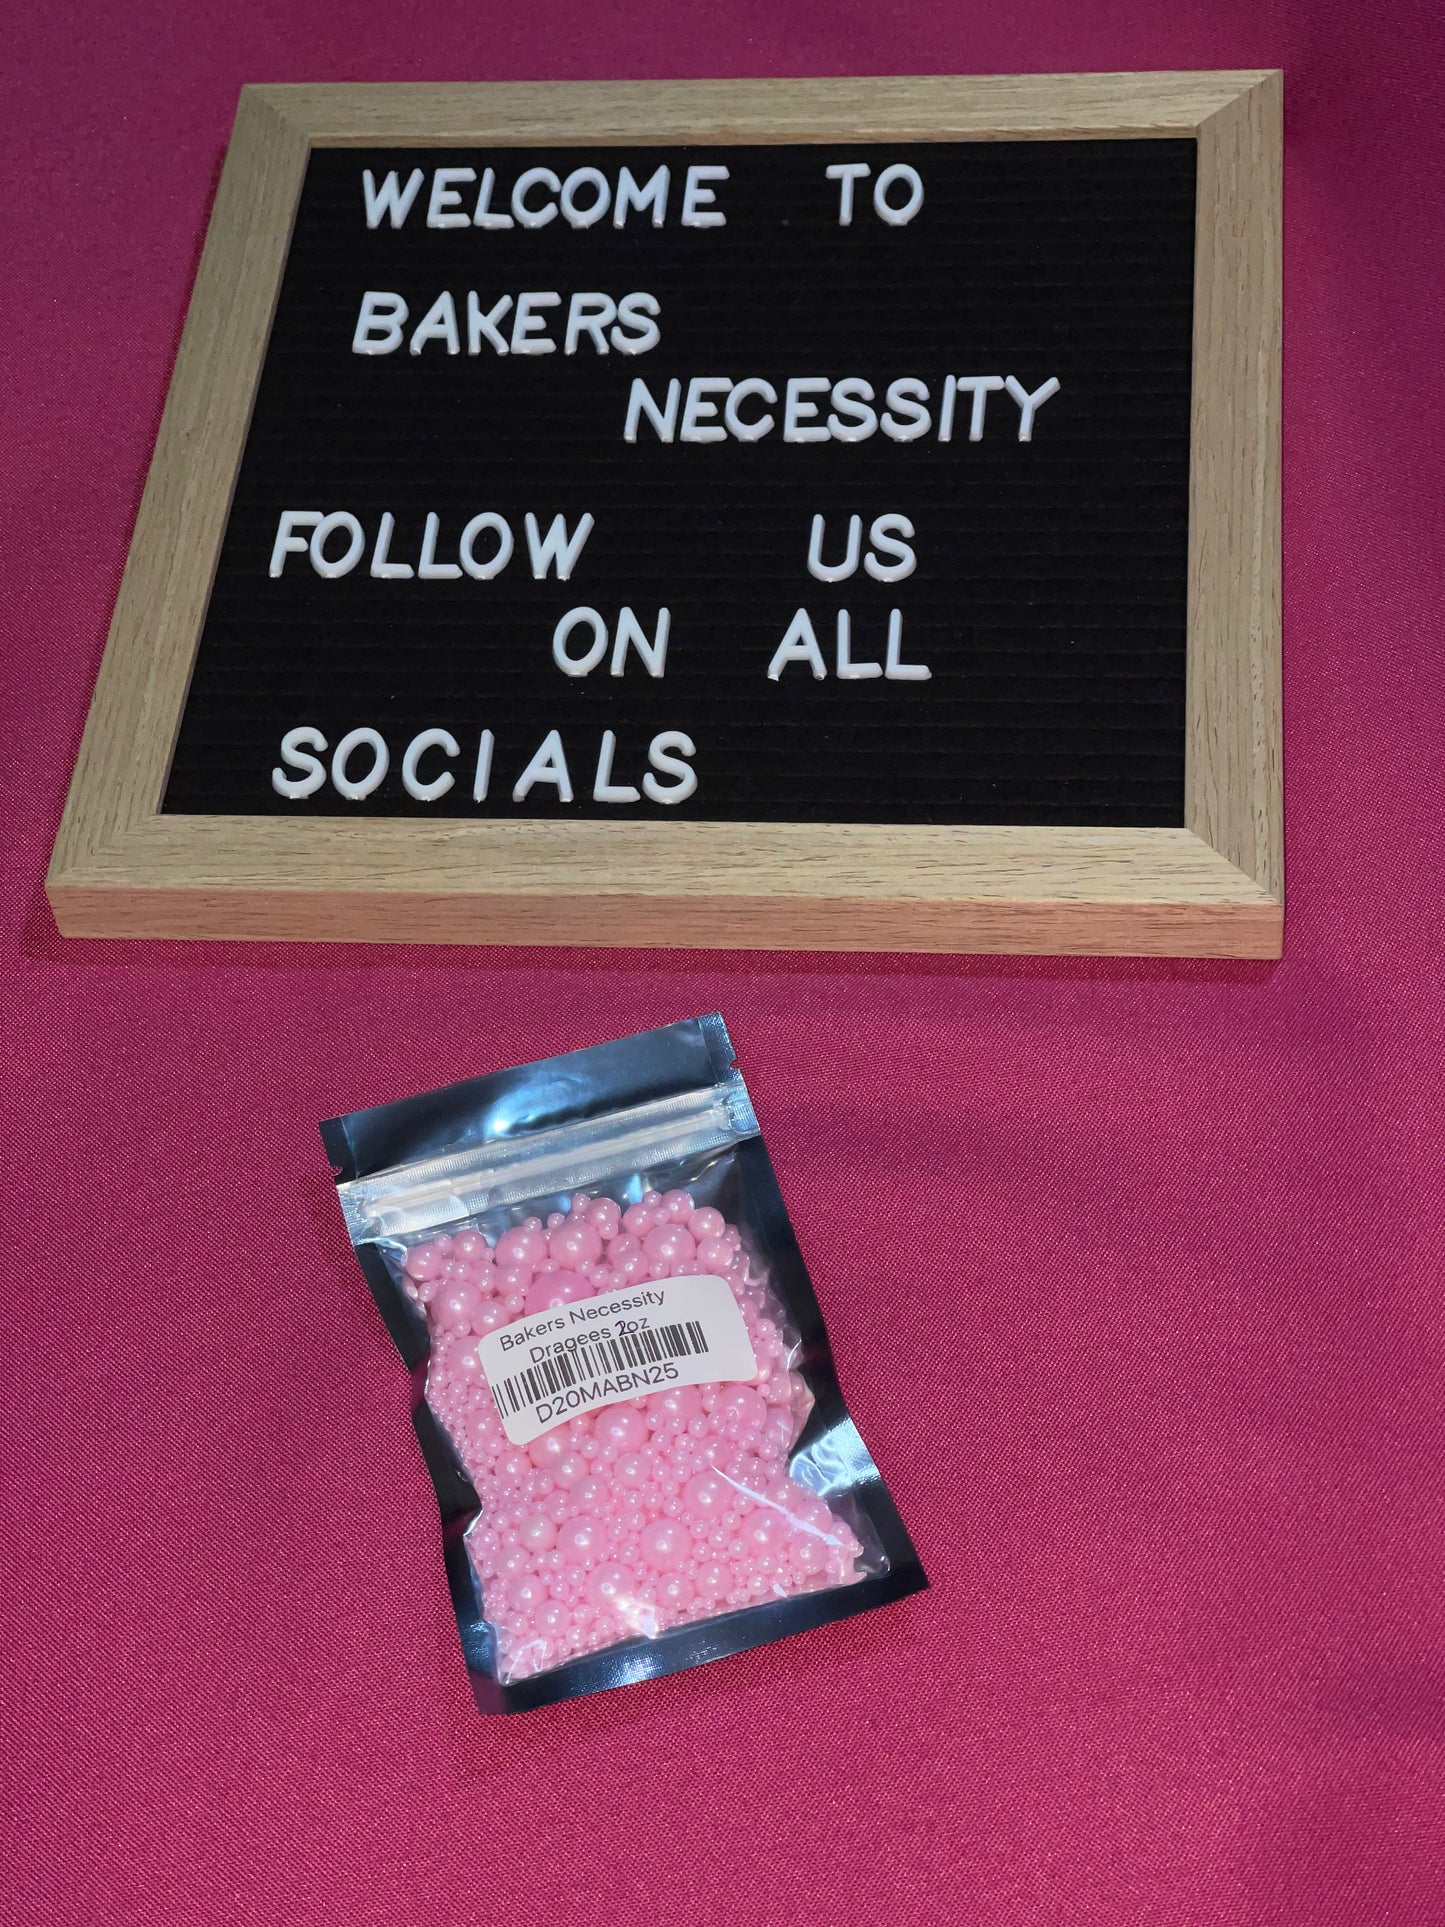 WELCOME TO
BAKERS
NECESSITY
FOLLOW US
ON ALL
SOCIALS
Bakers Necessity
Dragees 2oz
D20MABN25